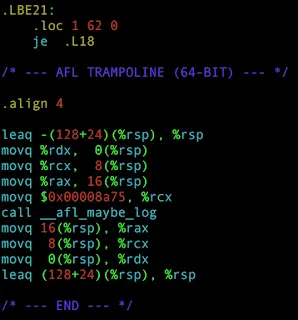 .LBE21:
.loc 1 62 0
je .L18
/* --- AFL TRAMPOLINE (64-BIT) --- */
.align 4
leaq -(128+24)(%rsp), %rsp
movq %rdx, 0(%rsp)
movq %rcx, 8(%rsp)
movq %rax, 16(%rsp)
movq $0x00008a75, %rcx
call __afl_maybe_log
movq 16(%rsp), %rax
movq 8(%rsp), %rcx
movq 0(%rsp), %rdx
leaq (128+24)(%rsp), %rsp
/* --- END --- */